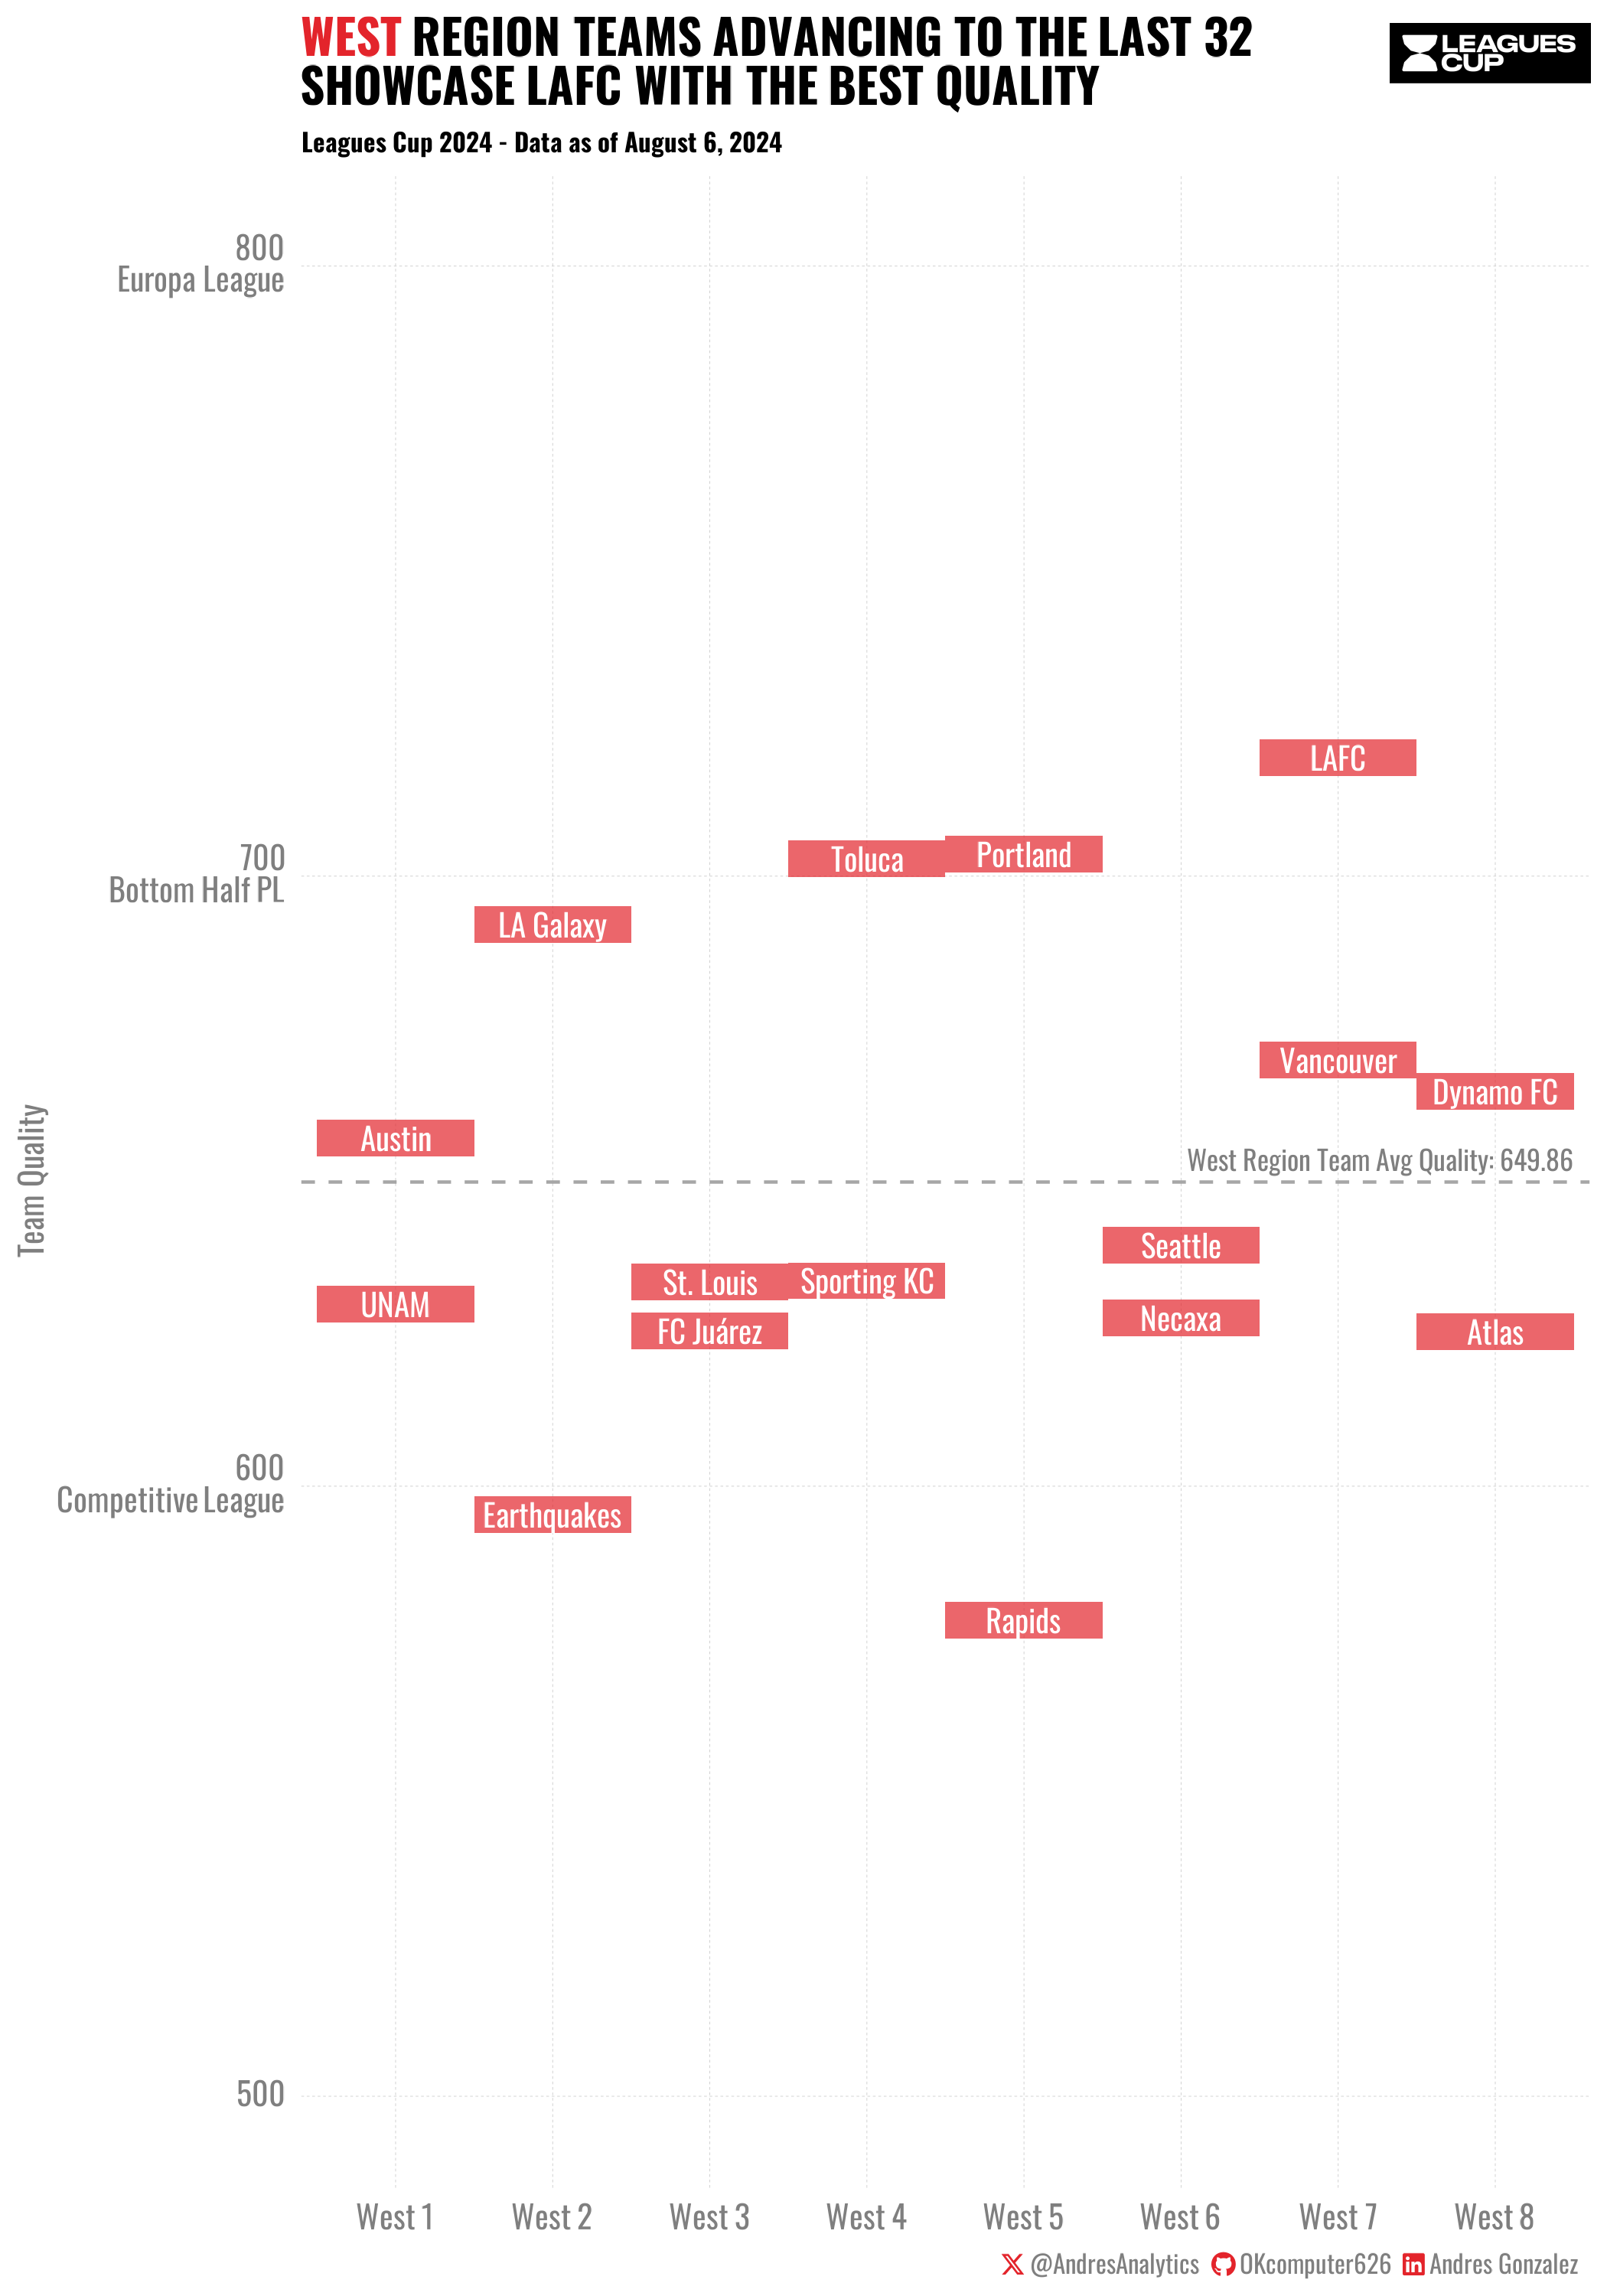 WEST REGION TEAMS ADVANCING TO THE LAST 32
SHOWCASE LAFC WITH THE BEST QUALITY
LEAGUES
CUP
Leagues Cup 2024 - Data as of August 6, 2024
800
Europa League
LAFC
700
Bottom Half PL
Toluca
Portland
LA Galaxy
Vancouver
Dynamo FC
Austin
West Region Team Avg Quality: 649.86
Team Quality
Seattle
St. Louis
Sporting KC
UNAM
Necaxa
FC Juárez
Atlas
600
Competitive League
Earthquakes
Rapids
500
West 1
West 2
West 3
West 4
West 5
West 6
West 7
West 8
@AndresAnalytics OKcomputer626 Andres Gonzalez